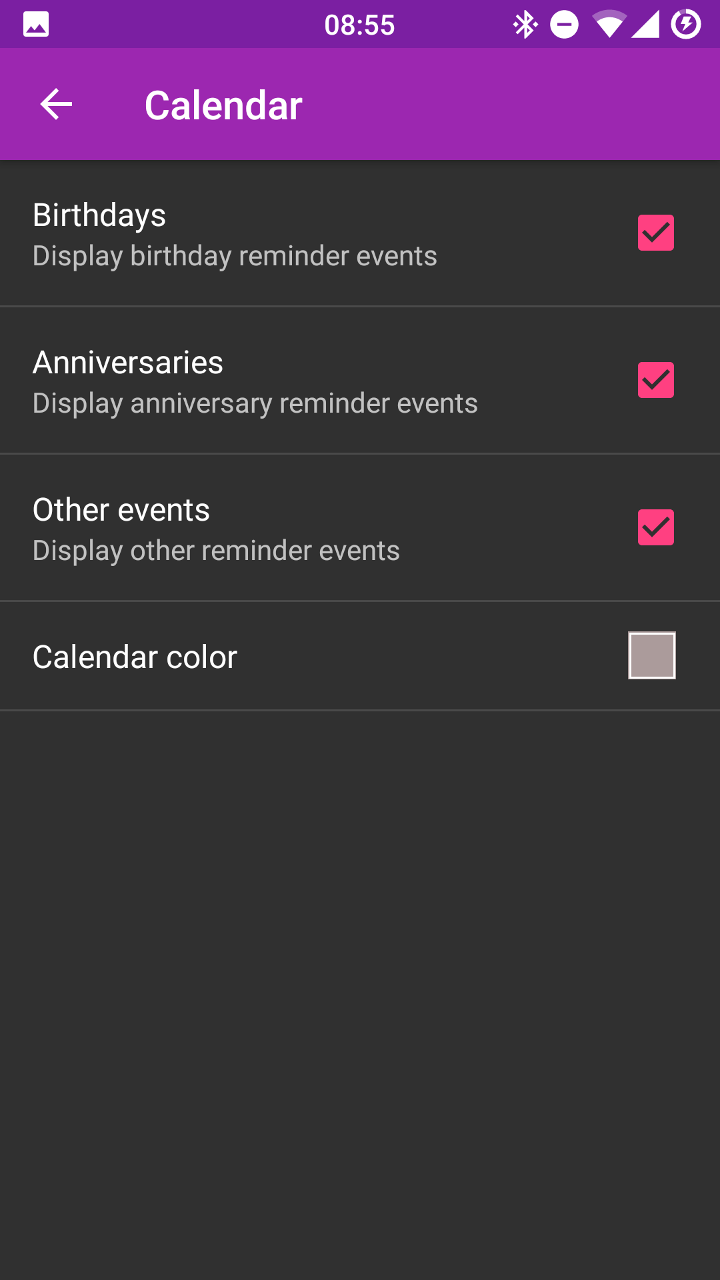 08:55
Calendar
Birthdays
Display birthday reminder events
Anniversaries
Display anniversary reminder events
Other events
Display other reminder events
Calendar color